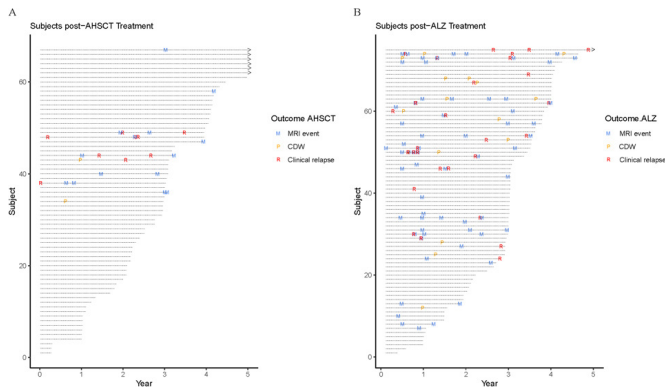 A
B
Subjects post-AHSCT Treatment
Subjects post-ALZ Treatment
Subject
60
40
20
0
0
1
2
3
4
5
Year
Outcome AHSCT
M MRI event
P CDW
R Clinical relapse
Subject
60
40
20
0
0
1
2
3
4
5
Year
Outcome.ALZ
M MRI event
P CDW
R Clinical relapse